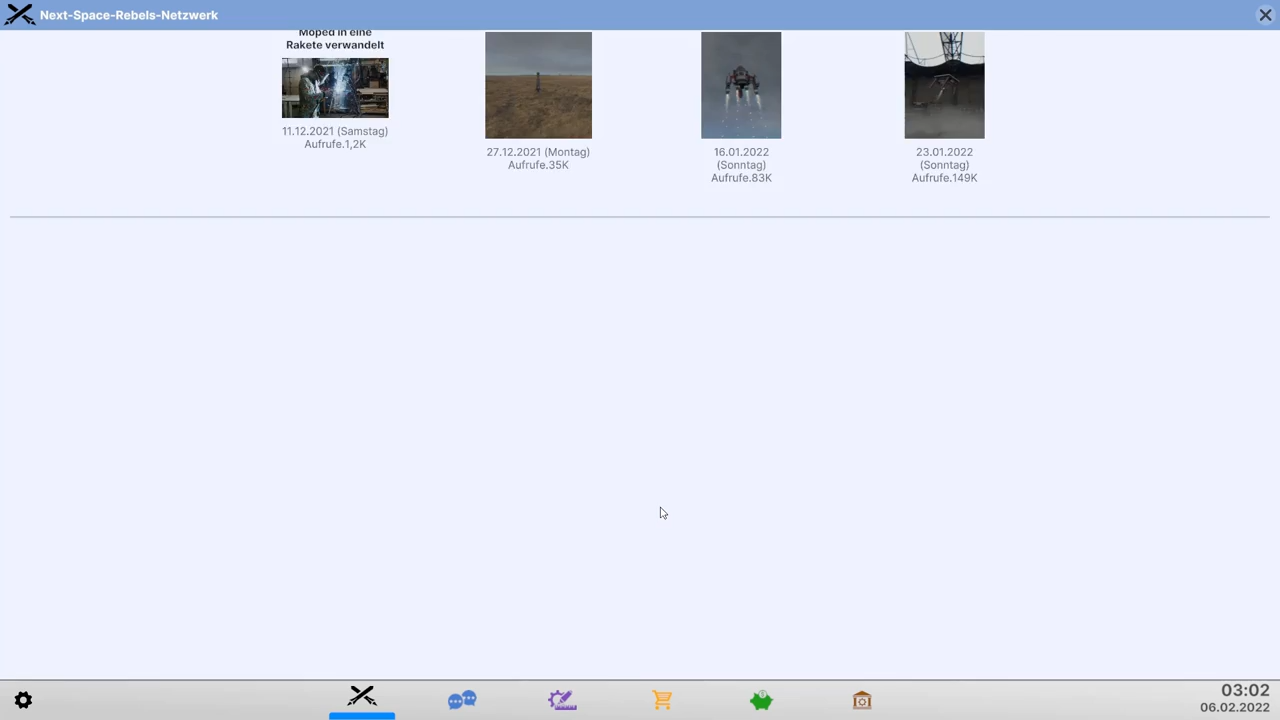 Next-Space-Rebels-Netzwerk
Moped in eine
Rakete verwandelt
11.12.2021 (Samstag)
Aufrufe.1,2K
27.12.2021 (Montag)
Aufrufe.35K
16.01.2022
(Sonntag)
Aufrufe.83K
23.01.2022
(Sonntag)
Aufrufe.149K
03:02
06.02.2022